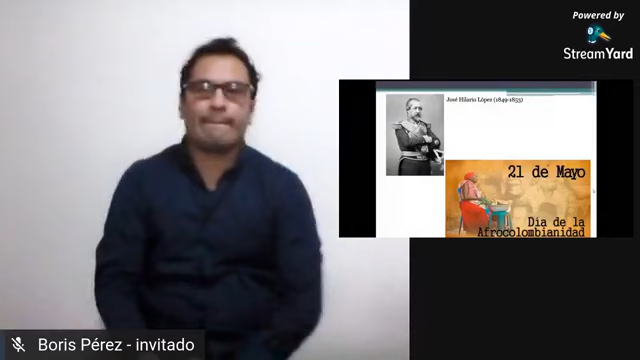 Powered by
StreamYard
José Hilario López (1849-1853)
21 de Mayo
Día de la
Afrocolombianidad
Boris Pérez - invitado